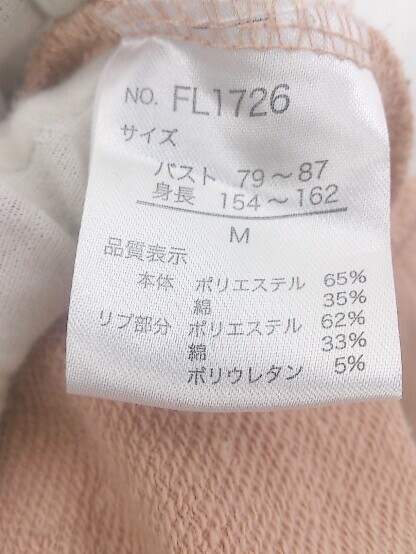 NO. FL1726
サイズ
バスト 79～87
身長 154～162
M
品質表示
本体 ポリエステル 65%
綿 35%
リブ部分 ポリエステル 62%
綿 33%
ポリウレタン 5%